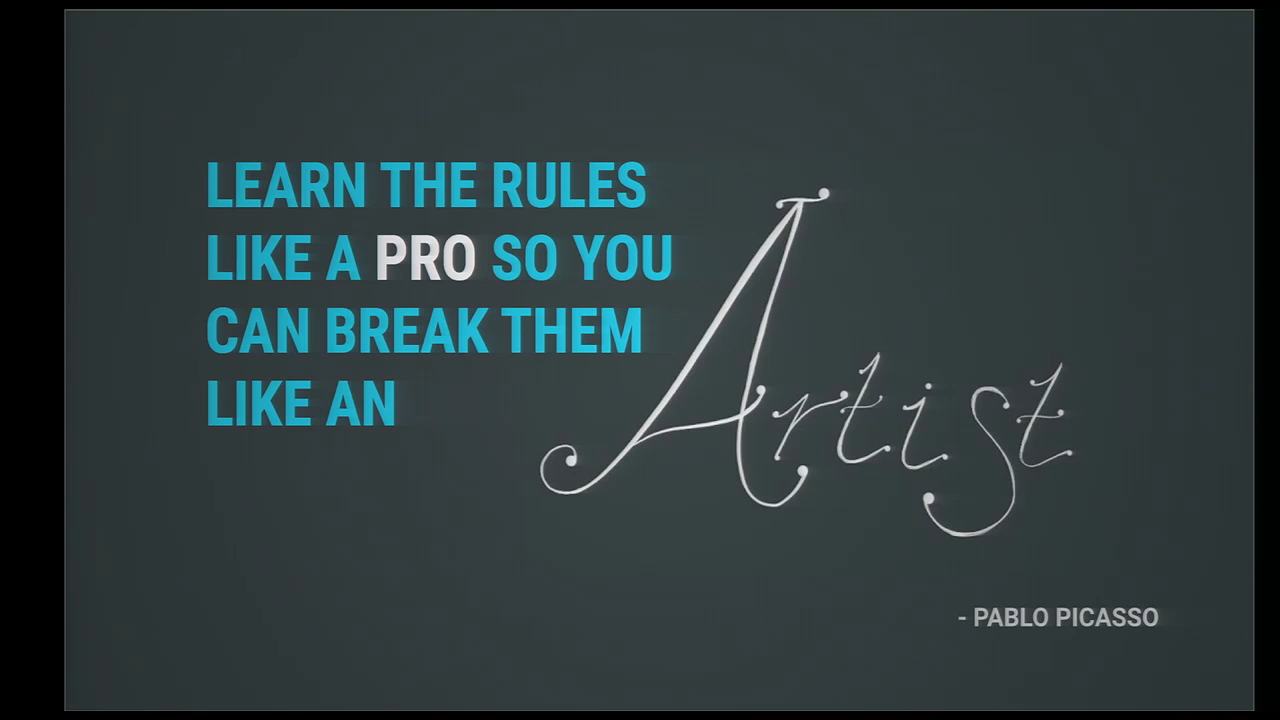 LEARN THE RULES
LIKE A PRO SO YOU
CAN BREAK THEM
LIKE AN
Artist
- PABLO PICASSO